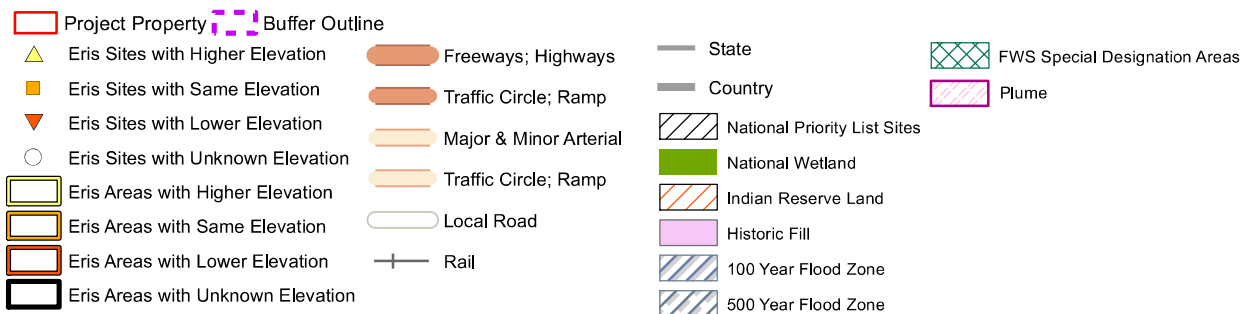 Project Property
Buffer Outline
Eris Sites with Higher Elevation
Eris Sites with Same Elevation
Eris Sites with Lower Elevation
Eris Sites with Unknown Elevation
Eris Areas with Higher Elevation
Eris Areas with Same Elevation
Eris Areas with Lower Elevation
Eris Areas with Unknown Elevation
Freeways; Highways
Traffic Circle; Ramp
Major & Minor Arterial
Traffic Circle; Ramp
Local Road
Rail
State
Country
National Priority List Sites
National Wetland
Indian Reserve Land
Historic Fill
100 Year Flood Zone
500 Year Flood Zone
FWS Special Designation Areas
Plume